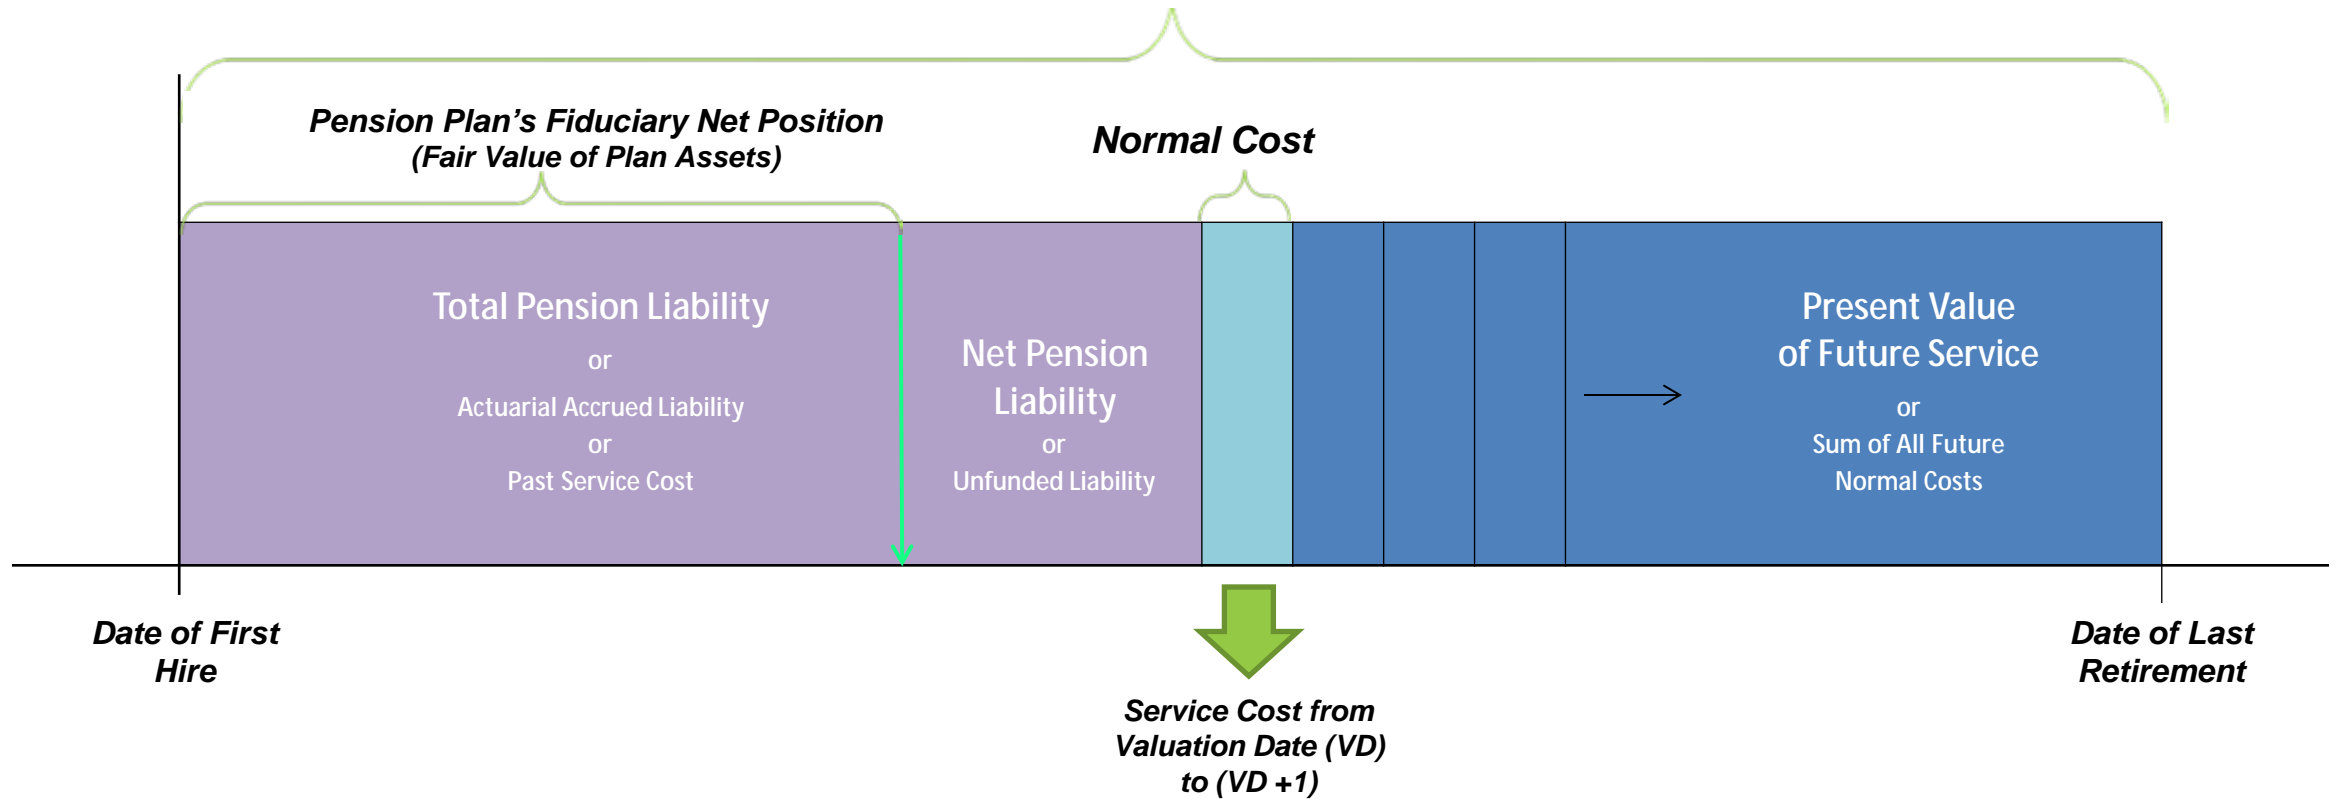 Pension Plan’s Fiduciary Net Position
(Fair Value of Plan Assets)
Normal Cost
Total Pension Liability
or
Actuarial Accrued Liability
or
Past Service Cost
Net Pension
Liability
or
Unfunded Liability
Present Value
of Future Service
or
Sum of All Future
Normal Costs
Date of First
Hire
Date of Last
Retirement
Service Cost from
Valuation Date (VD)
to (VD +1)